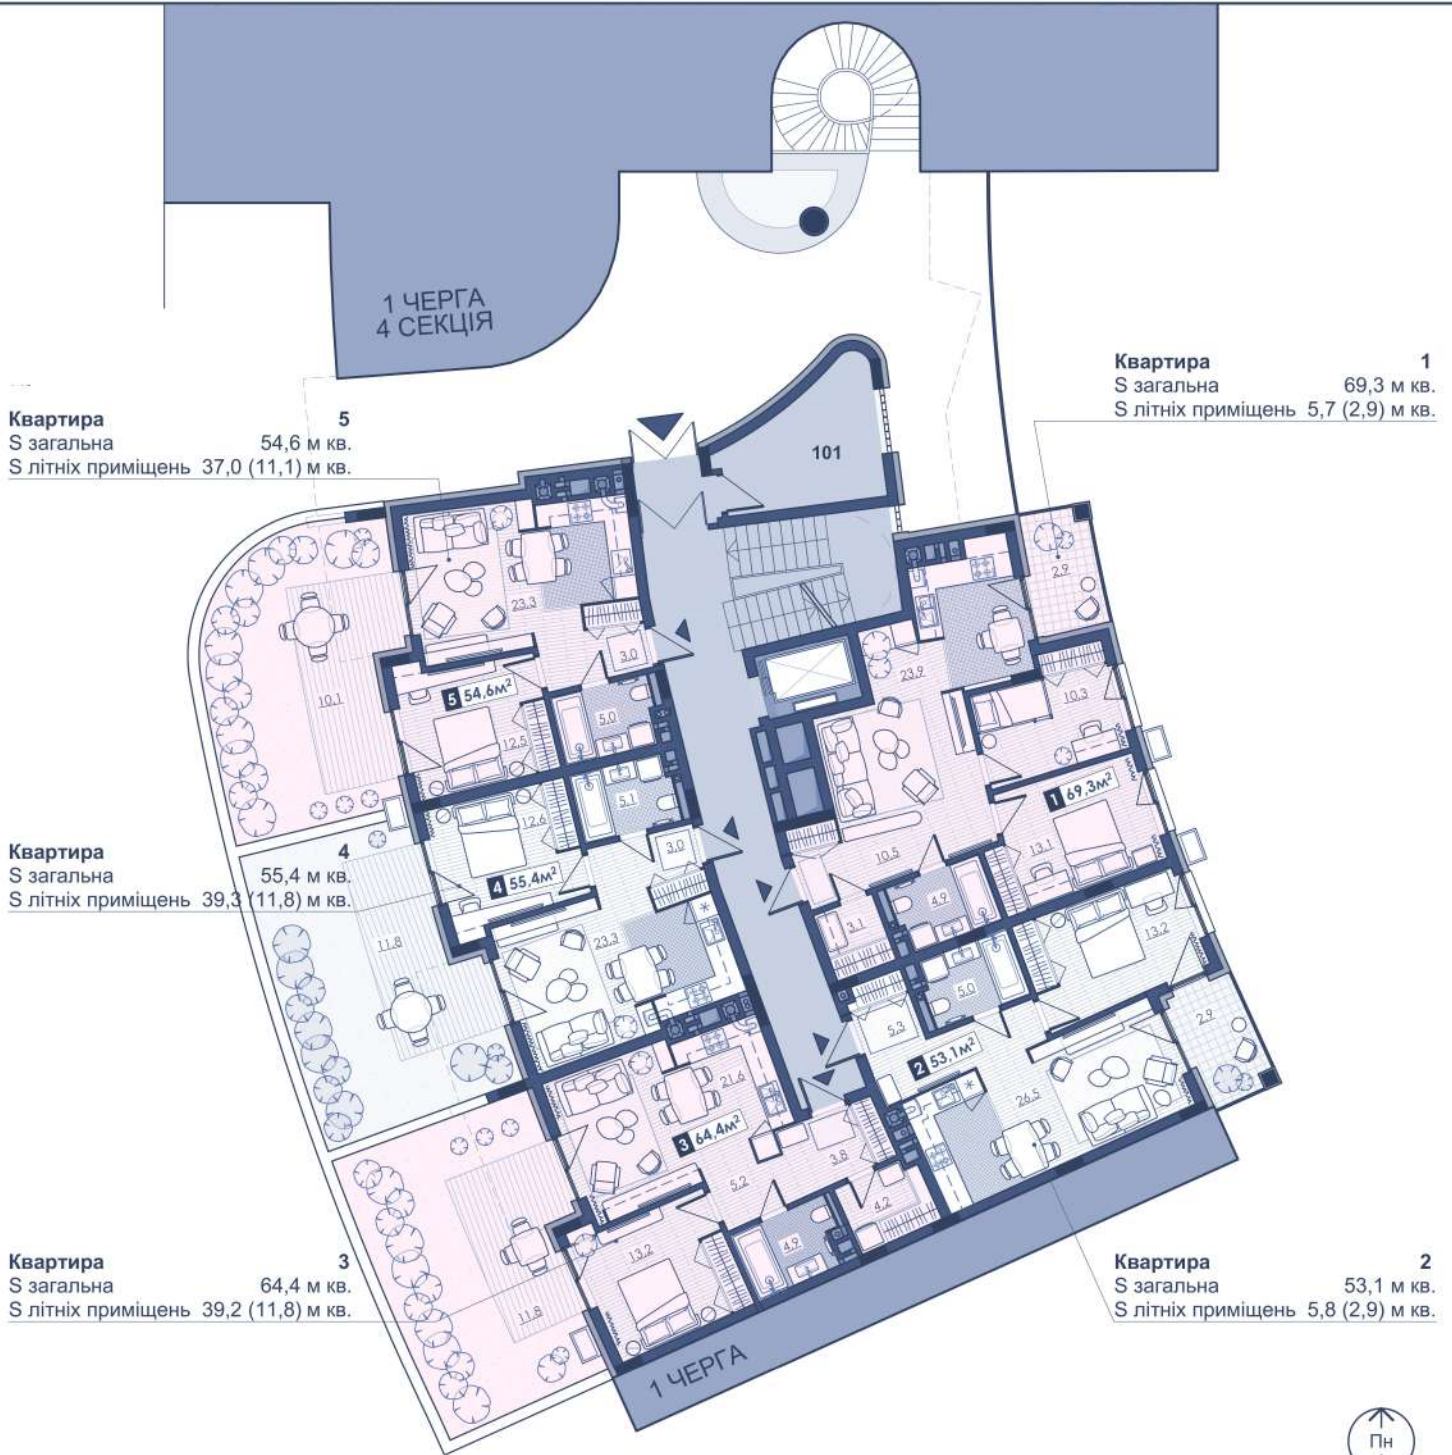 1 ЧЕРГА
4 СЕКЦІЯ
Квартира 1
S загальна 69,3 м кв.
S літніх приміщень 5,7 (2,9) м кв.
Квартира 5
S загальна 54,6 м кв.
S літніх приміщень 37,0 (11,1) м кв.
101
2,9
23,3
3,0
10,1
5 54,6м²
5,0
12,5
23,9
10,3
1 69,3м²
13,1
10,5
4,9
3,1
Квартира 4
S загальна 55,4 м кв.
S літніх приміщень 39,3 (11,8) м кв.
5,1
12,6
3,0
4 55,4м²
11,8
23,3
13,2
5,0
5,3
2,9
2 53,1м²
26,5
21,6
3 64,4м²
3,8
5,2
4,2
4,9
13,2
11,8
Квартира 3
S загальна 64,4 м кв.
S літніх приміщень 39,2 (11,8) м кв.
Квартира 2
S загальна 53,1 м кв.
S літніх приміщень 5,8 (2,9) м кв.
1 ЧЕРГА
Пн